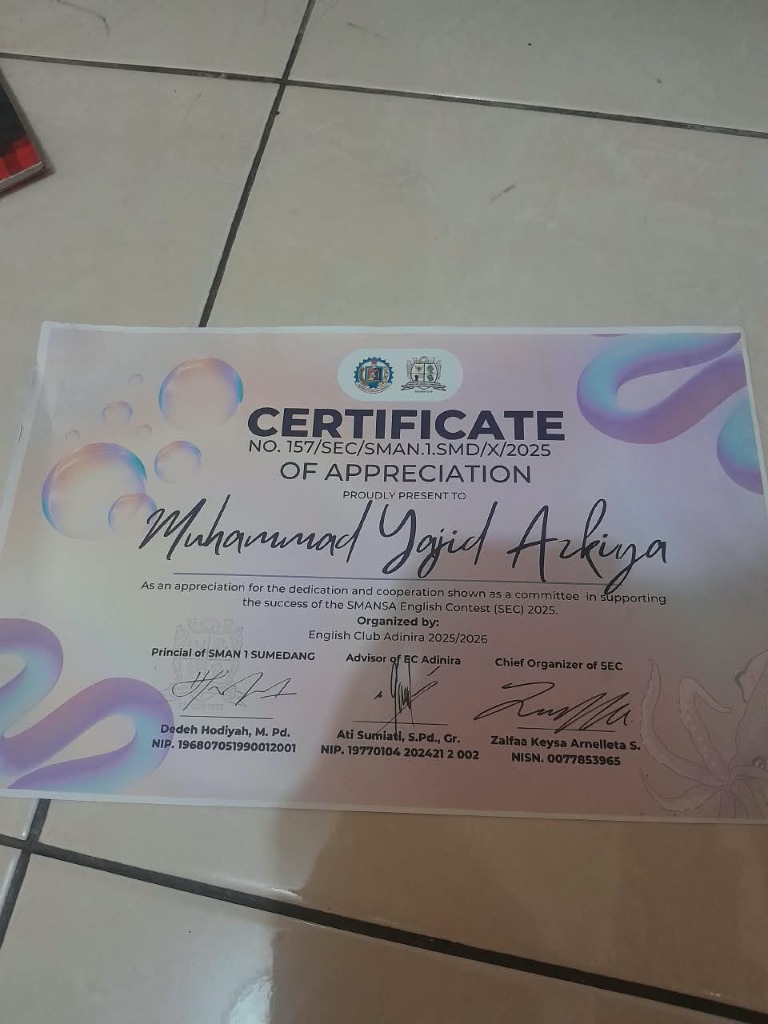 CERTIFICATE
NO. 157/SEC/SMAN.1.SMD/X/2025
OF APPRECIATION
PROUDLY PRESENT TO
Muhammad Yajid Azkiya
As an appreciation for the dedication and cooperation shown as a committee in supporting
the success of the SMANSA English Contest (SEC) 2025.
Organized by:
English Club Adinira 2025/2026
Princial of SMAN 1 SUMEDANG
Dedeh Hodiyah, M. Pd.
NIP. 196807051990012001
Advisor of EC Adinira
Ati Sumiati, S.Pd., Gr.
NIP. 19770104 202421 2 002
Chief Organizer of SEC
Zalfaa Keysa Arnelleta S.
NISN. 0077853965